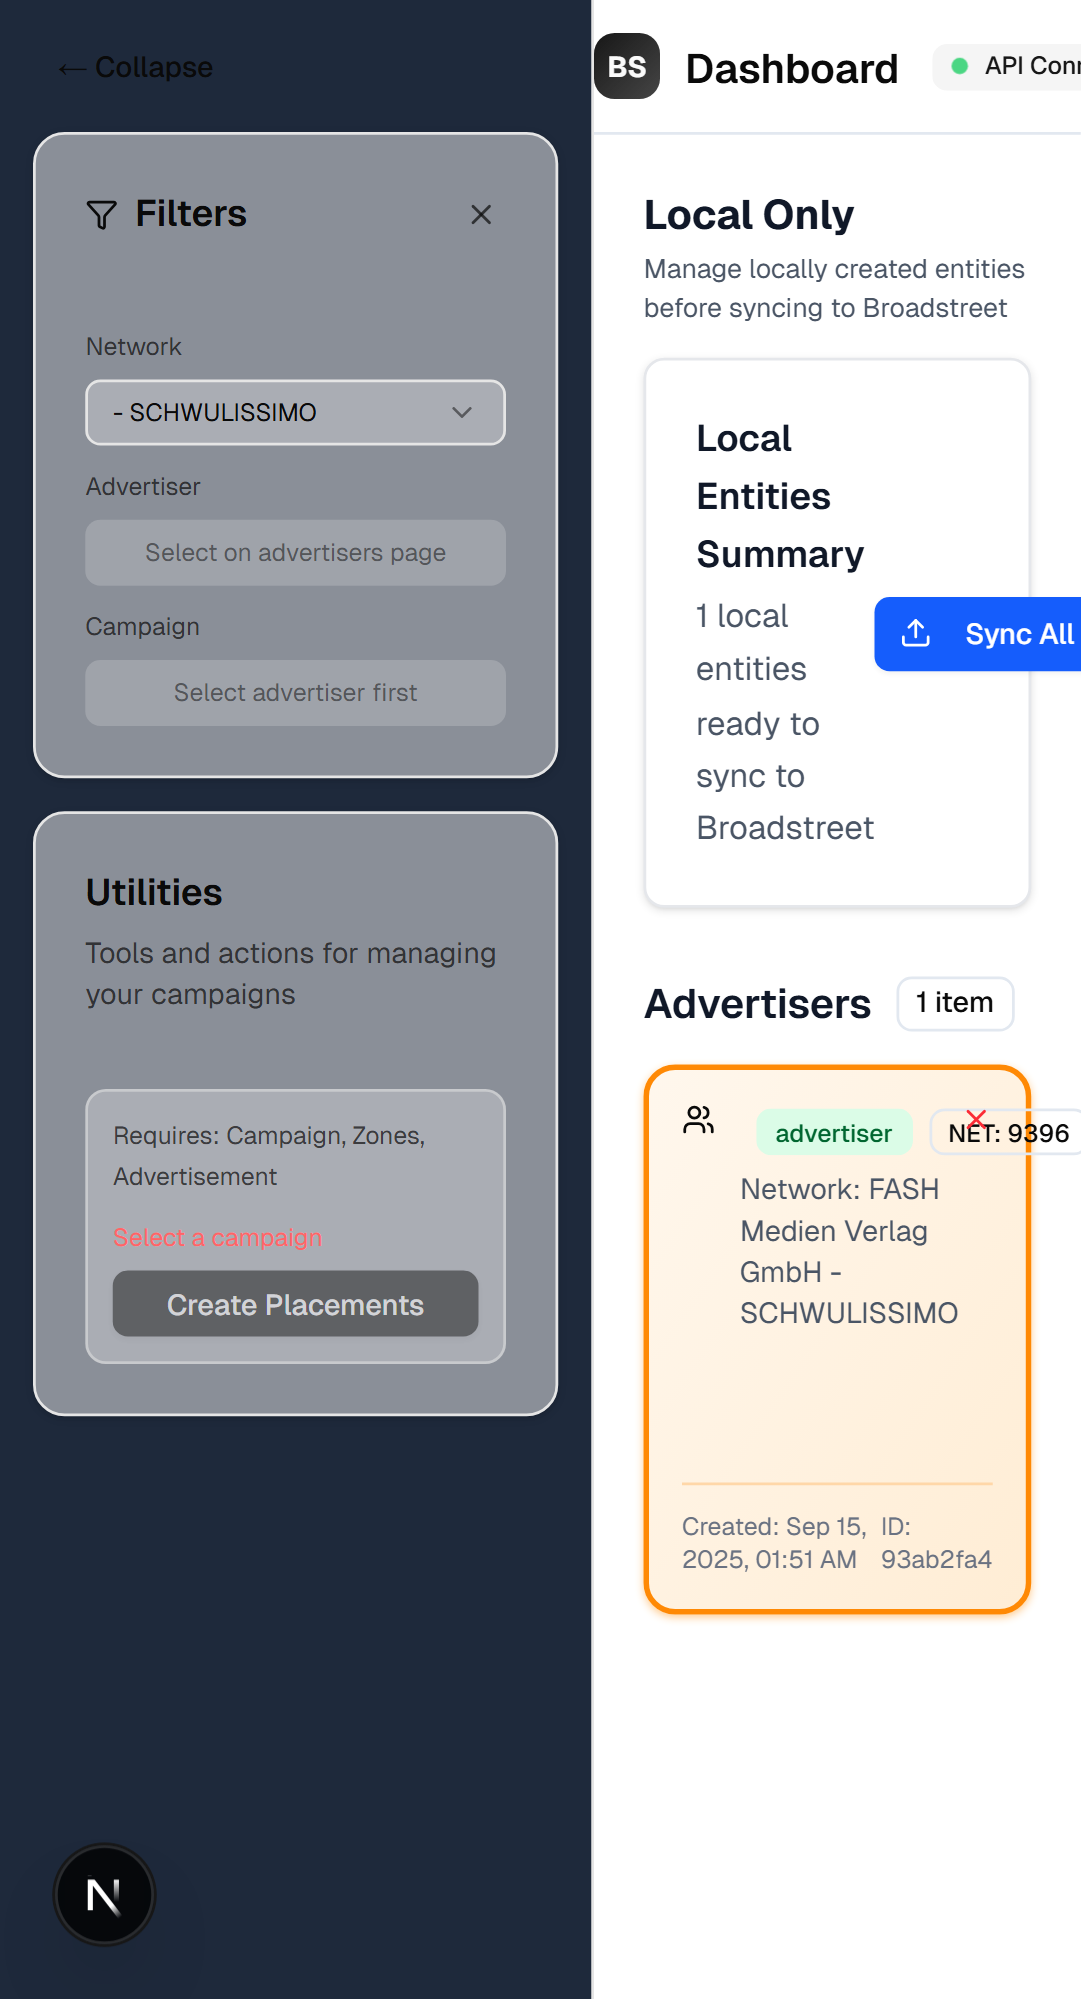 ← Collapse
Filters
Network
- SCHWULISSIMO
Advertiser
Select on advertisers page
Campaign
Select advertiser first
Utilities
Tools and actions for managing
your campaigns
Requires: Campaign, Zones,
Advertisement
Select a campaign
Create Placements
N
BS
Dashboard
API Conn
Local Only
Manage locally created entities
before syncing to Broadstreet
Local
Entities
Summary
1 local
entities
ready to
sync to
Broadstreet
Sync All
Advertisers
1 item
advertiser
NET: 9396
Network: FASH
Medien Verlag
GmbH -
SCHWULISSIMO
Created: Sep 15,
2025, 01:51 AM
ID:
93ab2fa4